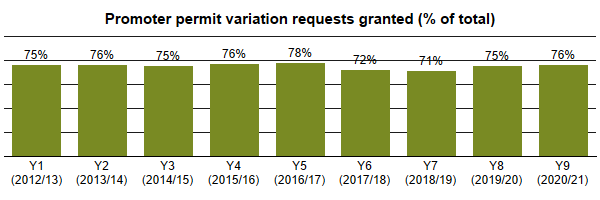 Promoter permit variation requests granted (% of total)
75% 76% 75% 76% 78% 72% 71% 75% 76%
Y1 Y2 Y3 Y4 Y5 Y6 Y7 Y8 Y9
(2012/13) (2013/14) (2014/15) (2015/16) (2016/17) (2017/18) (2018/19) (2019/20) (2020/21)